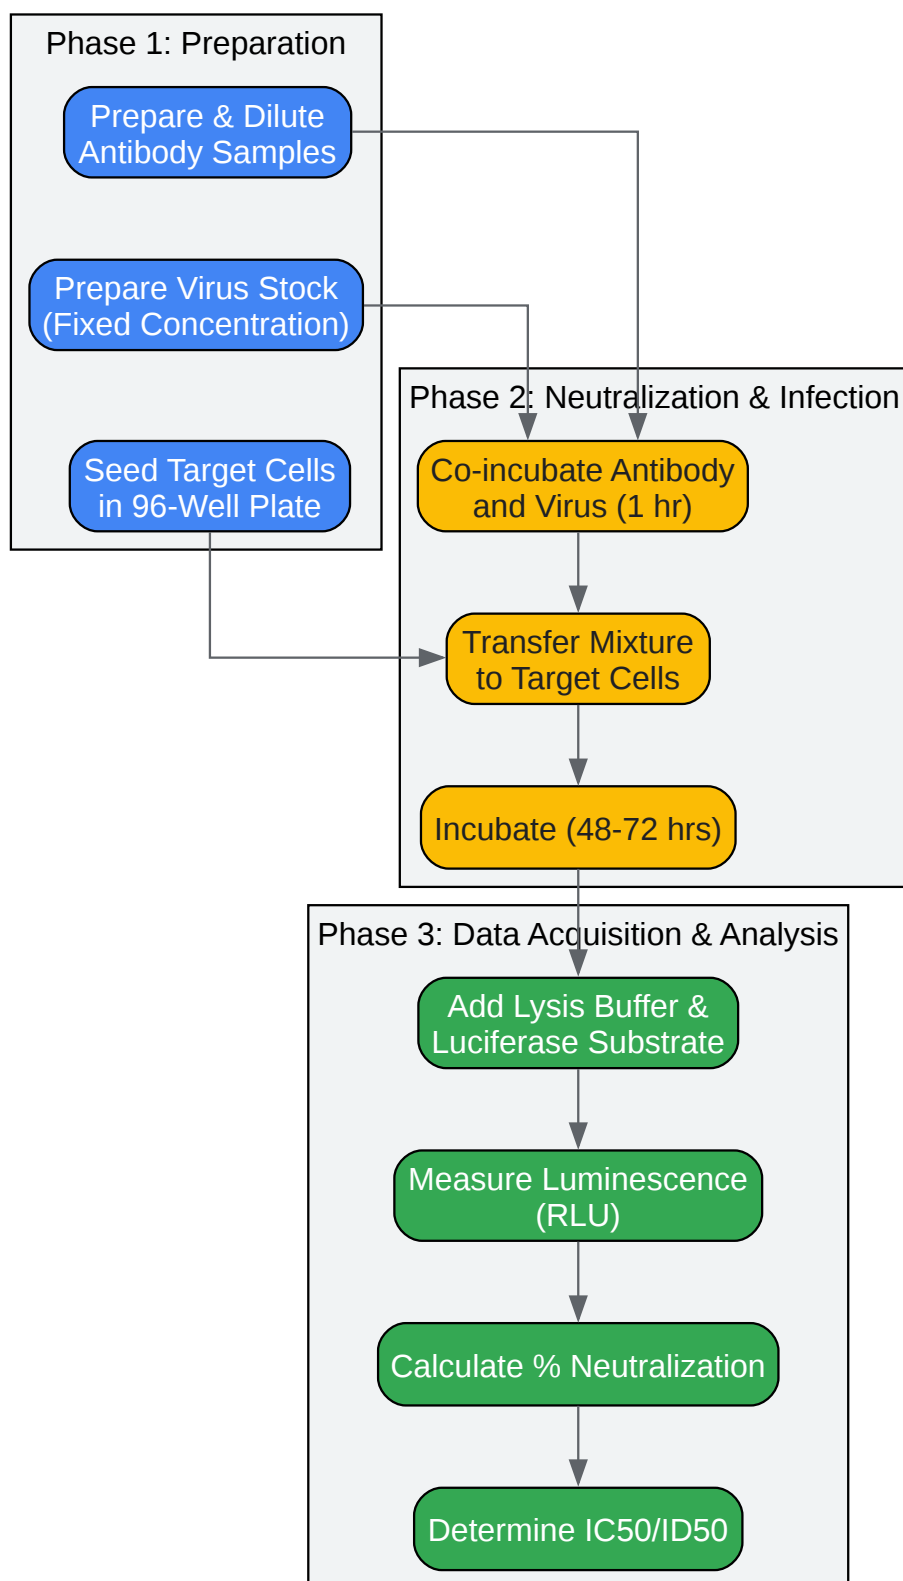 Phase 1: Preparation
Prepare & Dilute
Antibody Samples
Prepare Virus Stock
(Fixed Concentration)
Seed Target Cells
in 96-Well Plate
Phase 2: Neutralization & Infection
Co-incubate Antibody
and Virus (1 hr)
Transfer Mixture
to Target Cells
Incubate (48-72 hrs)
Phase 3: Data Acquisition & Analysis
Add Lysis Buffer &
Luciferase Substrate
Measure Luminescence
(RLU)
Calculate % Neutralization
Determine IC50/ID50